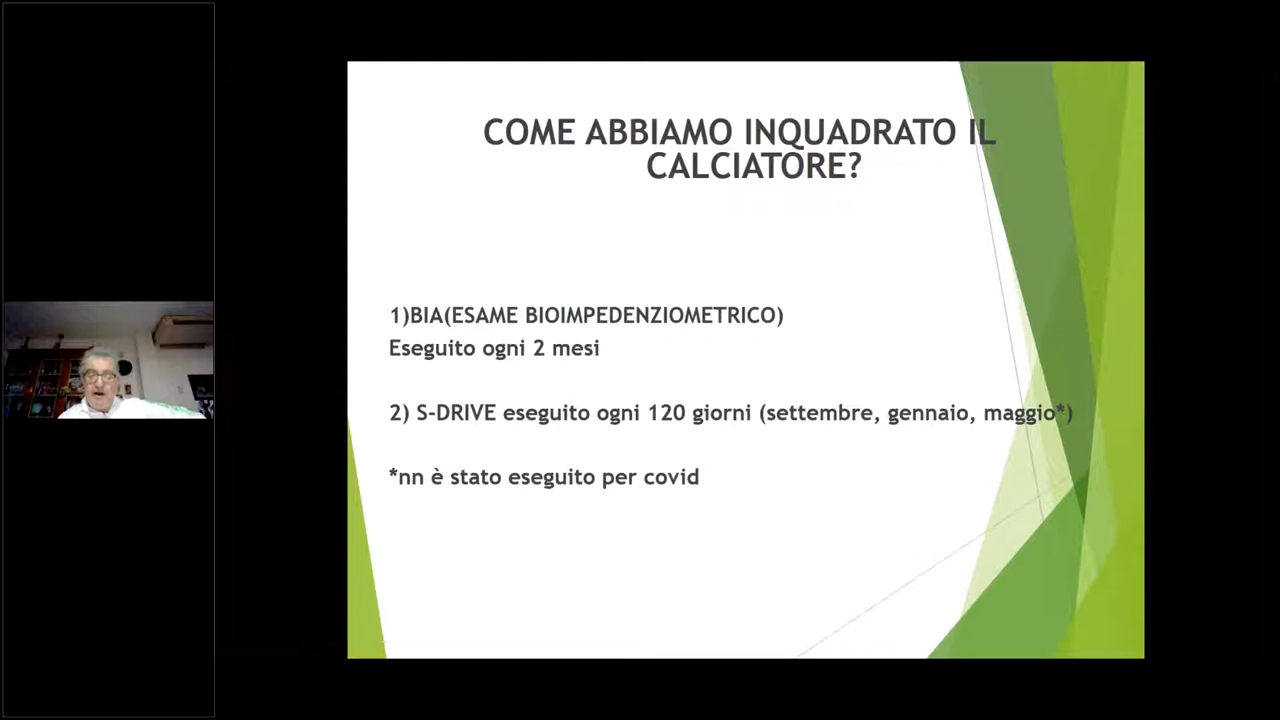 COME ABBIAMO INQUADRATO IL
CALCIATORE?
1)BIA(ESAME BIOIMPEDENZIOMETRICO)
Eseguito ogni 2 mesi
2) S-DRIVE eseguito ogni 120 giorni (settembre, gennaio, maggio*)
*nn è stato eseguito per covid